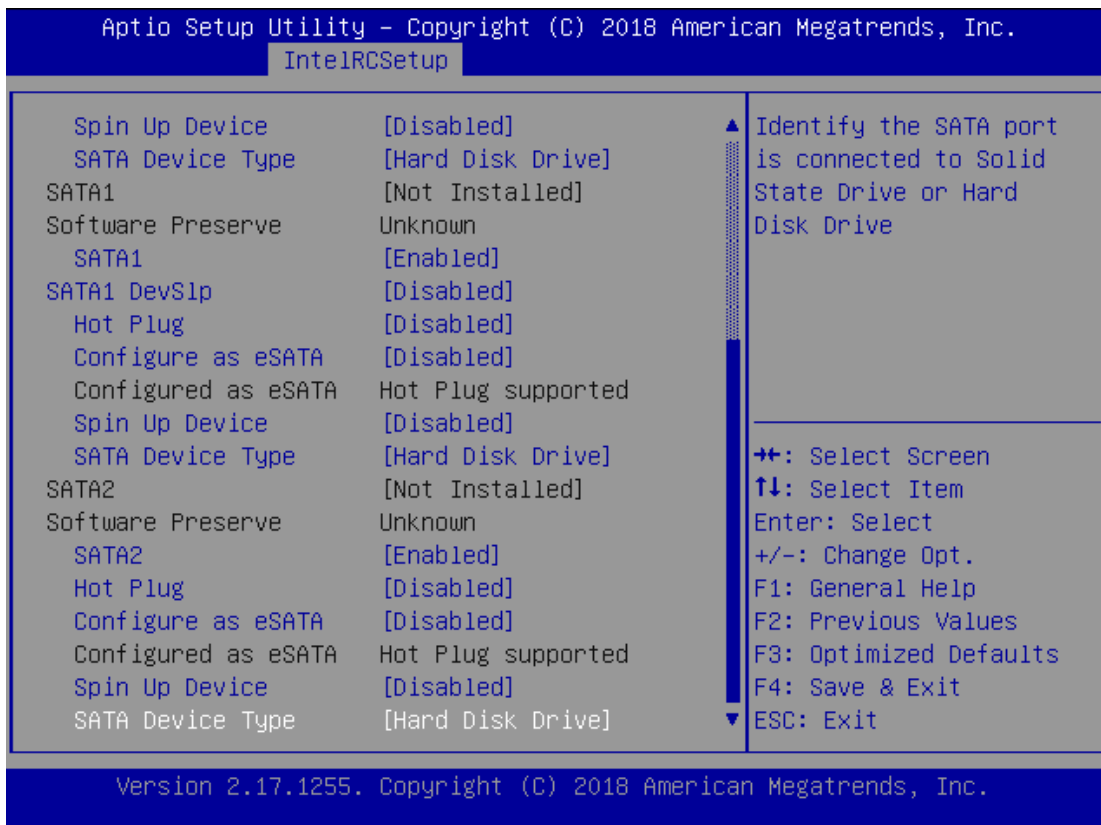 Aptio Setup Utility – Copyright (C) 2018 American Megatrends, Inc.
IntelRCSetup
Spin Up Device [Disabled]
SATA Device Type [Hard Disk Drive]
SATA1 [Not Installed]
Software Preserve Unknown
SATA1 [Enabled]
SATA1 DevSlp [Disabled]
Hot Plug [Disabled]
Configure as eSATA [Disabled]
Configured as eSATA Hot Plug supported
Spin Up Device [Disabled]
SATA Device Type [Hard Disk Drive]
SATA2 [Not Installed]
Software Preserve Unknown
SATA2 [Enabled]
Hot Plug [Disabled]
Configure as eSATA [Disabled]
Configured as eSATA Hot Plug supported
Spin Up Device [Disabled]
SATA Device Type [Hard Disk Drive]
Identify the SATA port
is connected to Solid
State Drive or Hard
Disk Drive
→←: Select Screen
↑↓: Select Item
Enter: Select
+/-: Change Opt.
F1: General Help
F2: Previous Values
F3: Optimized Defaults
F4: Save & Exit
ESC: Exit
Version 2.17.1255. Copyright (C) 2018 American Megatrends, Inc.